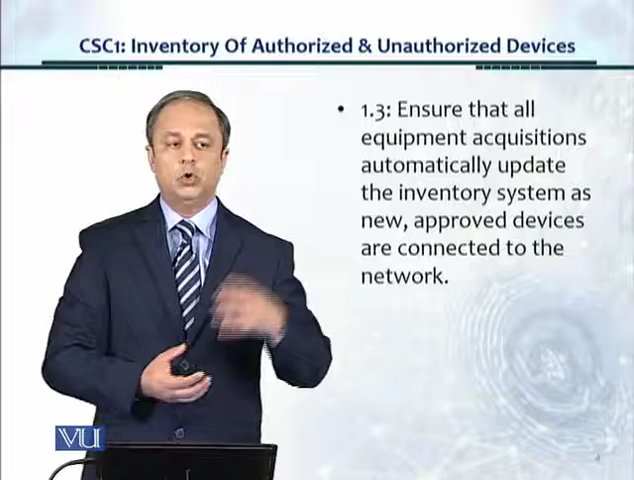 CSC1: Inventory Of Authorized & Unauthorized Devices
• 1.3: Ensure that all
equipment acquisitions
automatically update
the inventory system as
new, approved devices
are connected to the
network.
VU
4